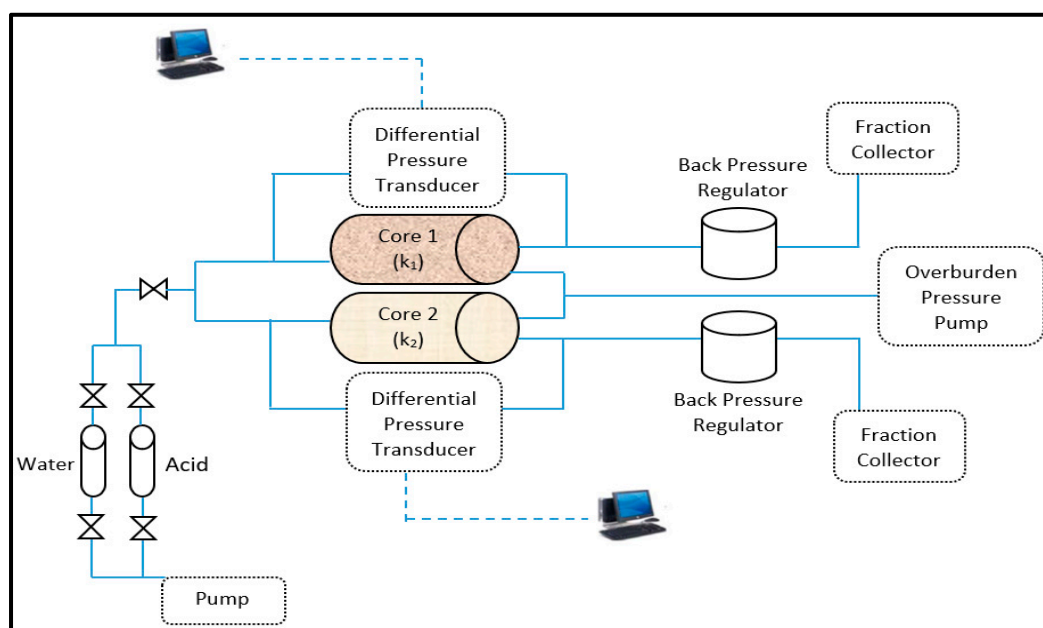 Differential
Pressure
Transducer
Fraction
Collector
Back Pressure
Regulator
Core 1
(k₁)
Overburden
Pressure
Pump
Core 2
(k₂)
Differential
Pressure
Transducer
Back Pressure
Regulator
Fraction
Collector
Water
Acid
Pump